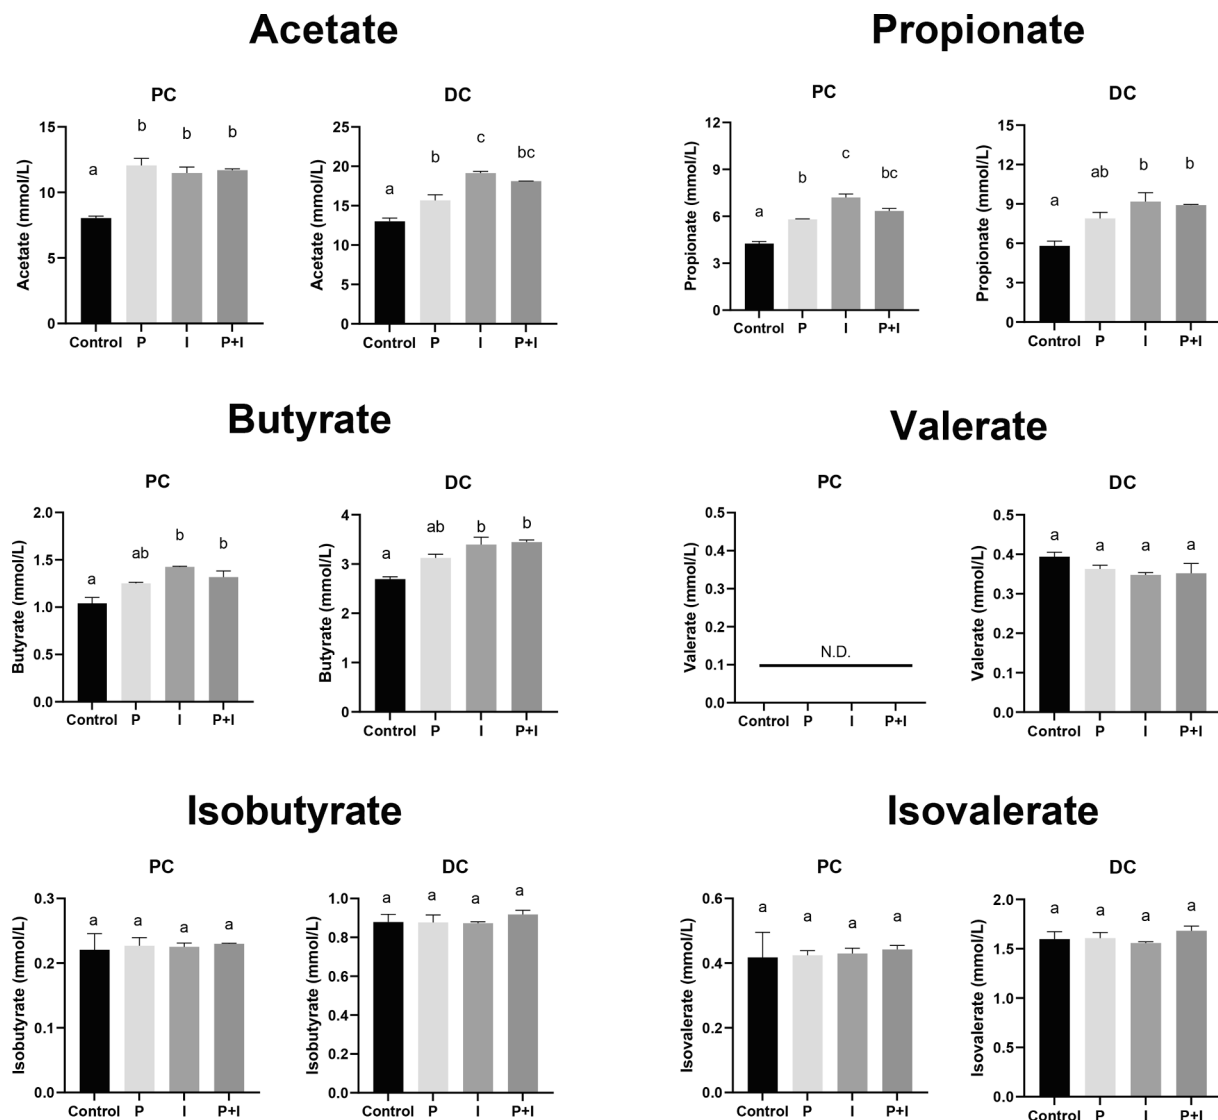 Acetate
PC
Acetate (mmol/L)
15
10
5
0
a
b
b
b
Control P I P+I
DC
Acetate (mmol/L)
25
20
15
10
5
0
a
b
c
bc
Control P I P+I
Propionate
PC
Propionate (mmol/L)
12
9
6
3
0
a
b
c
bc
Control P I P+I
DC
Propionate (mmol/L)
15
12
9
6
3
0
a
ab
b
b
Control P I P+I
Butyrate
PC
Butyrate (mmol/L)
2.0
1.5
1.0
0.5
0.0
a
ab
b
b
Control P I P+I
DC
Butyrate (mmol/L)
4
3
2
1
0
a
ab
b
b
Control P I P+I
Valerate
PC
Valerate (mmol/L)
0.5
0.4
0.3
0.2
0.1
0.0
N.D.
Control P I P+I
DC
Valerate (mmol/L)
0.5
0.4
0.3
0.2
0.1
0.0
a
a
a
a
Control P I P+I
Isobutyrate
PC
Isobutyrate (mmol/L)
0.3
0.2
0.1
0.0
a
a
a
a
Control P I P+I
DC
Isobutyrate (mmol/L)
1.0
0.8
0.6
0.4
0.2
0.0
a
a
a
a
Control P I P+I
Isovalerate
PC
Isovalerate (mmol/L)
0.6
0.4
0.2
0.0
a
a
a
a
Control P I P+I
DC
Isovalerate (mmol/L)
2.0
1.5
1.0
0.5
0.0
a
a
a
a
Control P I P+I